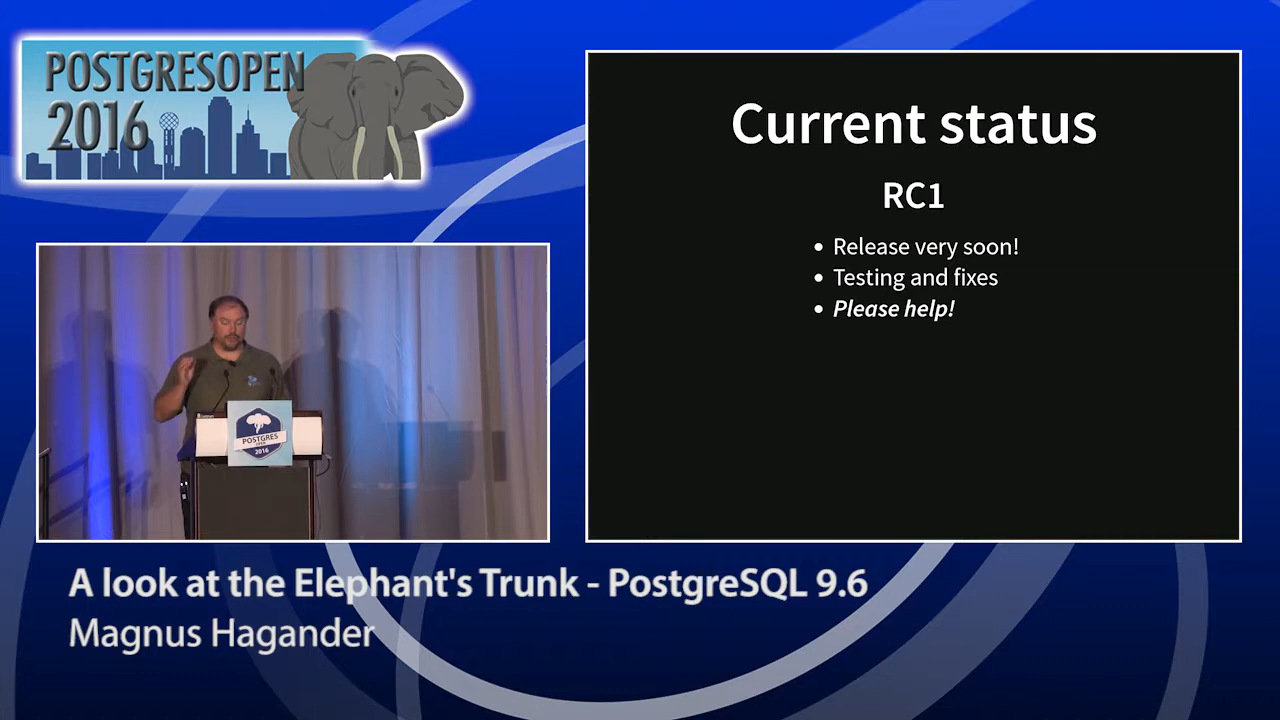 POSTGRESOPEN
2016
Current status
RC1
• Release very soon!
• Testing and fixes
• Please help!
POSTGRES
OPEN
2016
A look at the Elephant's Trunk - PostgreSQL 9.6
Magnus Hagander